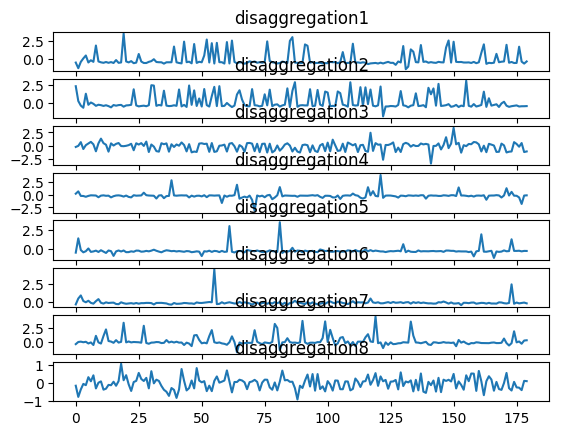 disaggregation1
2.5
0.0
disaggregation2
2.5
0.0
disaggregation3
2.5
0.0
−2.5
disaggregation4
2.5
0.0
−2.5
disaggregation5
2.5
0.0
disaggregation6
2.5
0.0
disaggregation7
2.5
0.0
disaggregation8
1
0
−1
0 25 50 75 100 125 150 175